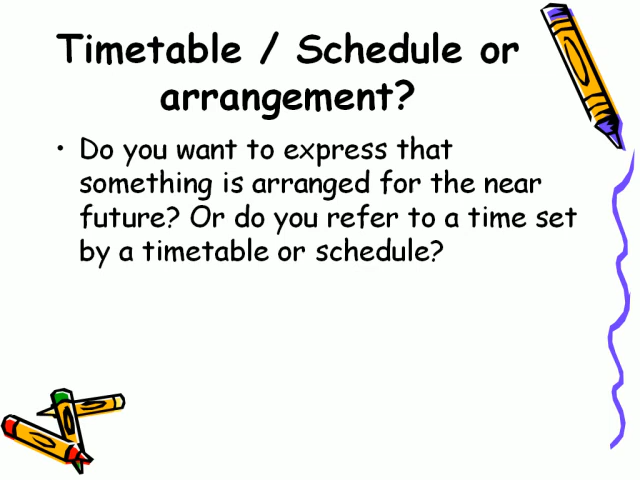 Timetable / Schedule or
arrangement?
• Do you want to express that
something is arranged for the near
future? Or do you refer to a time set
by a timetable or schedule?